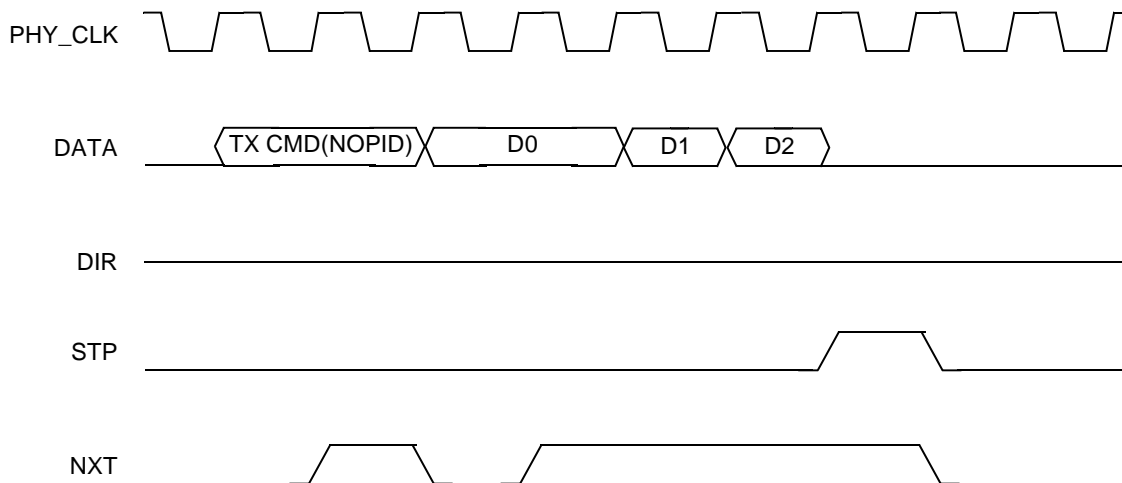 PHY_CLK
DATA
TX CMD(NOPID)
D0
D1
D2
DIR
STP
NXT